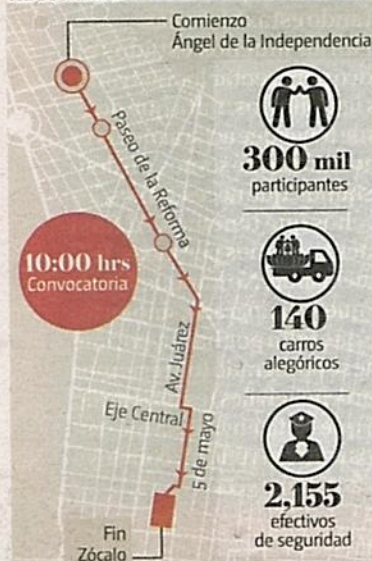 Comienzo
Ángel de la Independencia
Paseo de la Reforma
300 mil
participantes
10:00 hrs
Convocatoria
140
carros
alegóricos
Av. Juárez
Eje Central
5 de mayo
2,155
efectivos
de seguridad
Fin
Zócalo